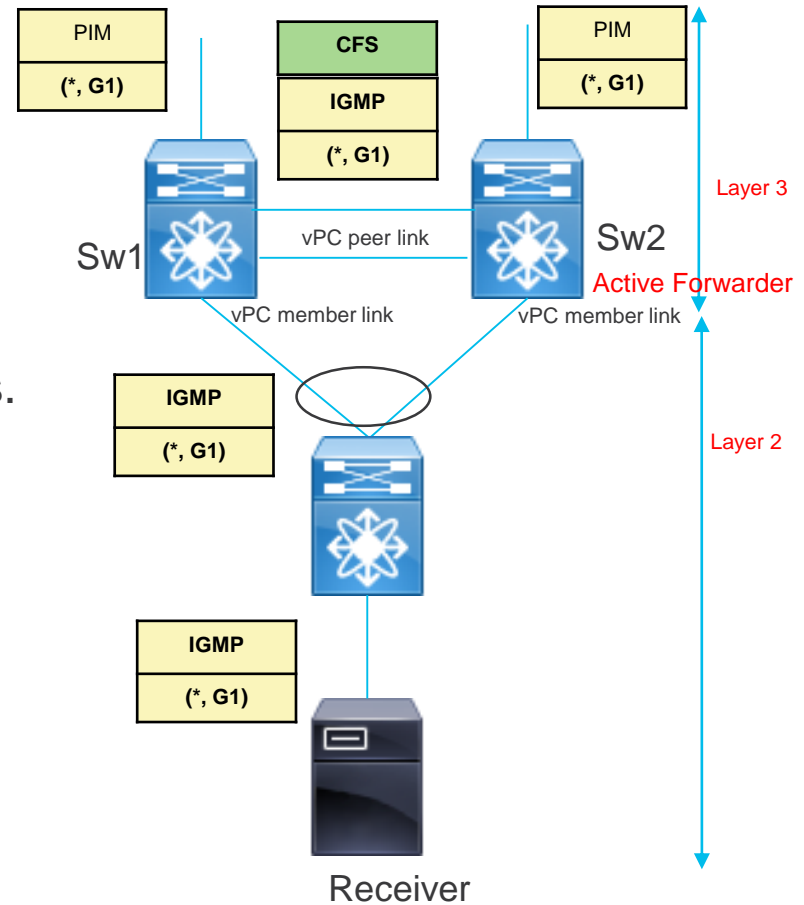 PIM
(*, G1)
CFS
IGMP
(*, G1)
PIM
(*, G1)
Layer 3
Sw1
vPC peer link
Sw2
Active Forwarder
vPC member link
vPC member link
s.
IGMP
(*, G1)
Layer 2
IGMP
(*, G1)
Receiver